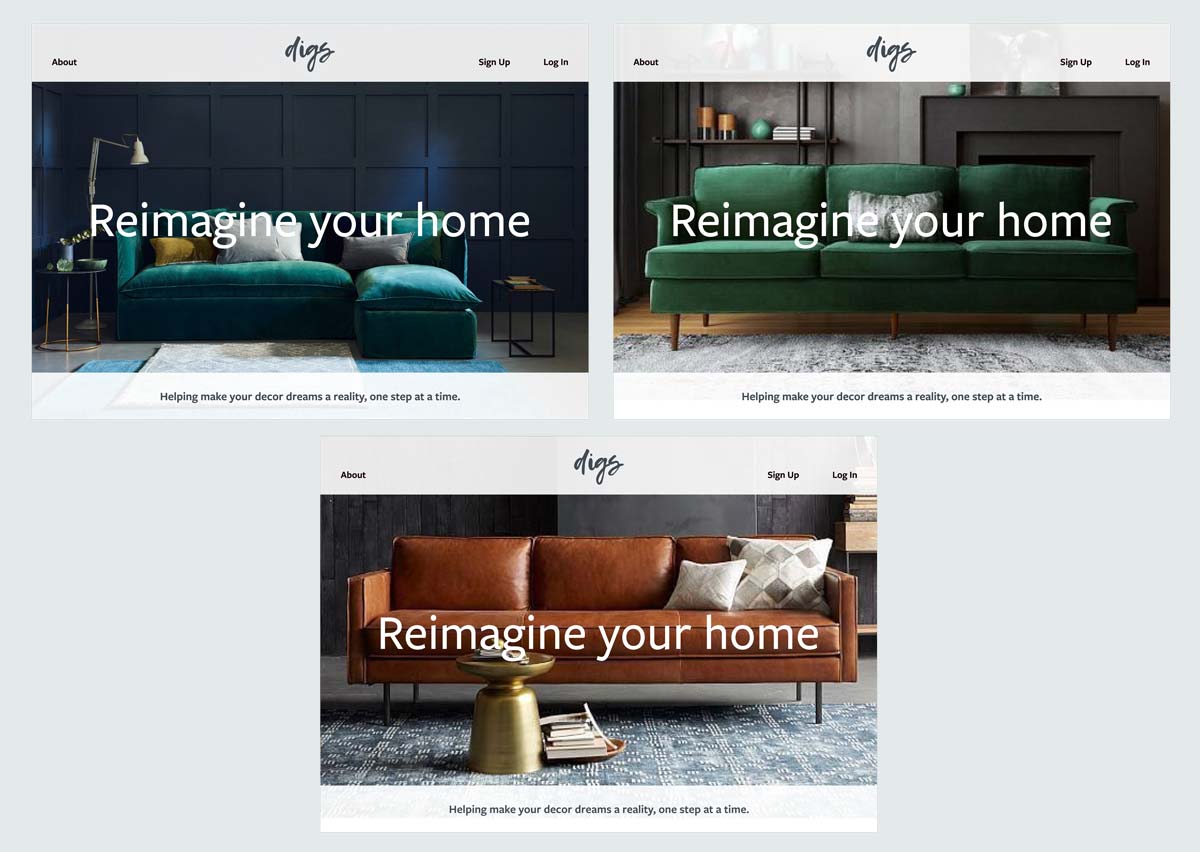 digs
About
Sign Up
Log In
Reimagine your home
Helping make your decor dreams a reality, one step at a time.
digs
About
Sign Up
Log In
Reimagine your home
Helping make your decor dreams a reality, one step at a time.
digs
About
Sign Up
Log In
Reimagine your home
Helping make your decor dreams a reality, one step at a time.